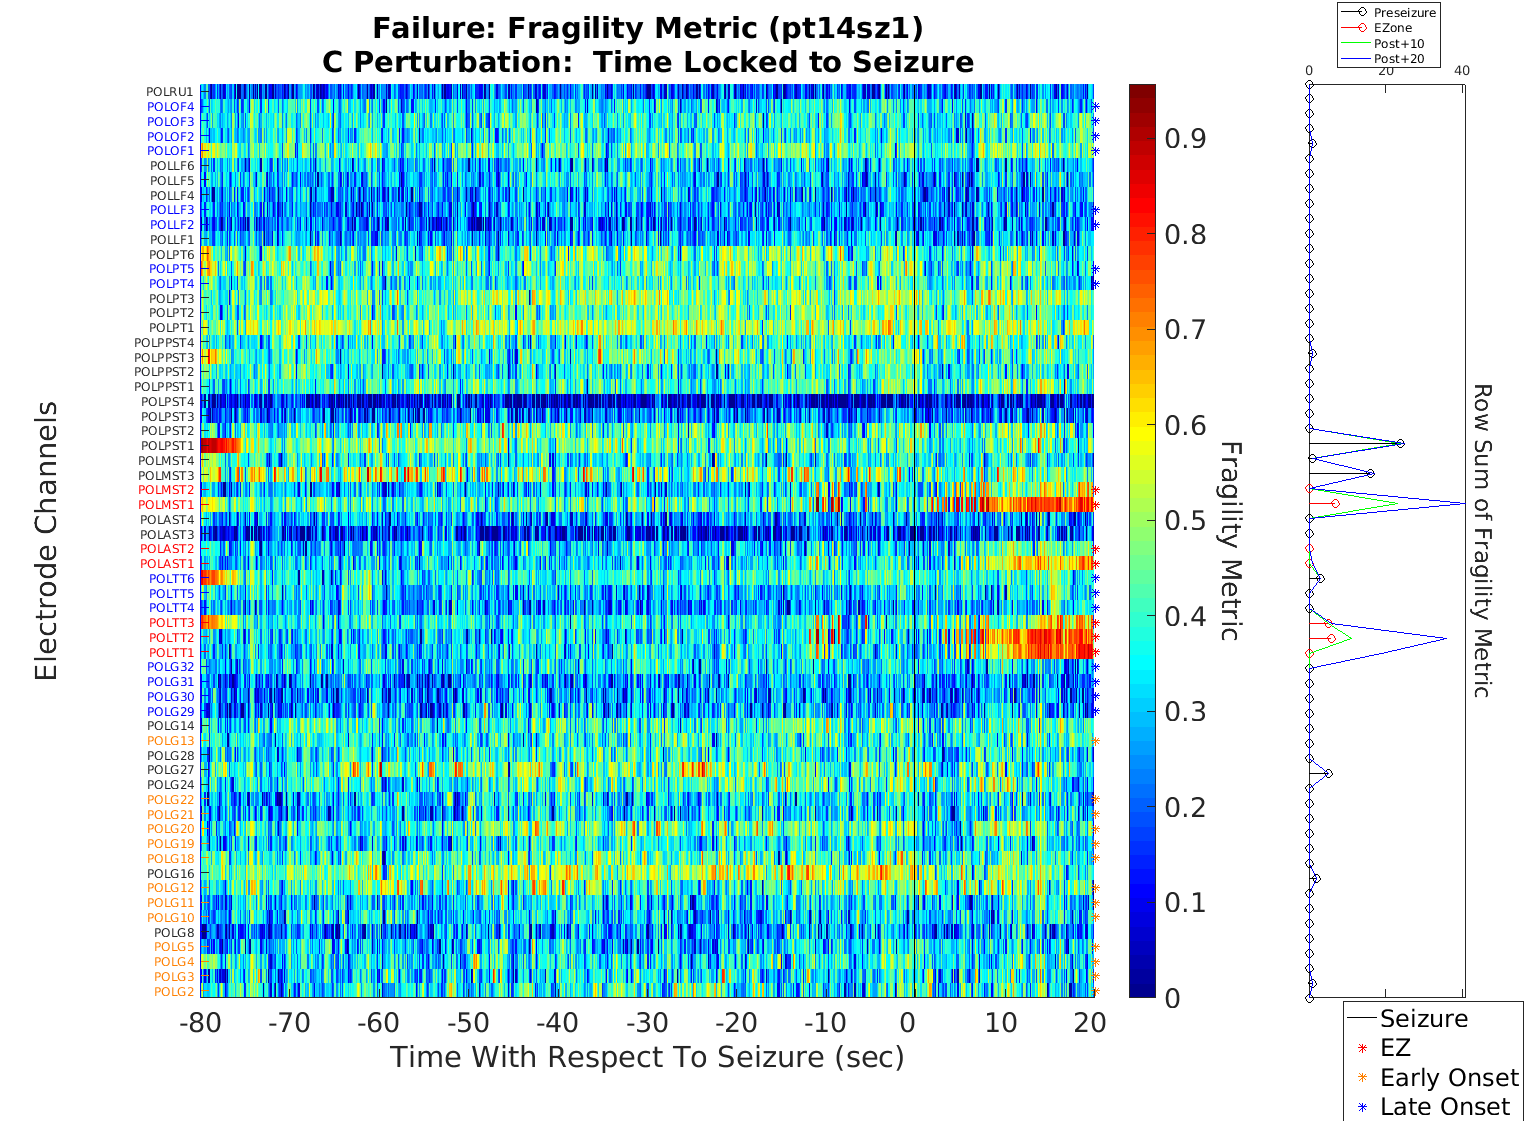 Failure: Fragility Metric (pt14sz1)
C Perturbation:  Time Locked to Seizure
Preseizure
EZone
Post+10
Post+20
0
20
40
Electrode Channels
POLRU1
POLOF4
POLOF3
POLOF2
POLOF1
POLLF6
POLLF5
POLLF4
POLLF3
POLLF2
POLLF1
POLPT6
POLPT5
POLPT4
POLPT3
POLPT2
POLPT1
POLPPST4
POLPPST3
POLPPST2
POLPPST1
POLPST4
POLPST3
POLPST2
POLPST1
POLMST4
POLMST3
POLMST2
POLMST1
POLAST4
POLAST3
POLAST2
POLAST1
POLTT6
POLTT5
POLTT4
POLTT3
POLTT2
POLTT1
POLG32
POLG31
POLG30
POLG29
POLG14
POLG13
POLG28
POLG27
POLG24
POLG22
POLG21
POLG20
POLG19
POLG18
POLG16
POLG12
POLG11
POLG10
POLG8
POLG5
POLG4
POLG3
POLG2
-80
-70
-60
-50
-40
-30
-20
-10
0
10
20
Time With Respect To Seizure (sec)
0.9
0.8
0.7
0.6
0.5
0.4
0.3
0.2
0.1
0
Fragility Metric
Row Sum of Fragility Metric
Seizure
EZ
Early Onset
Late Onset